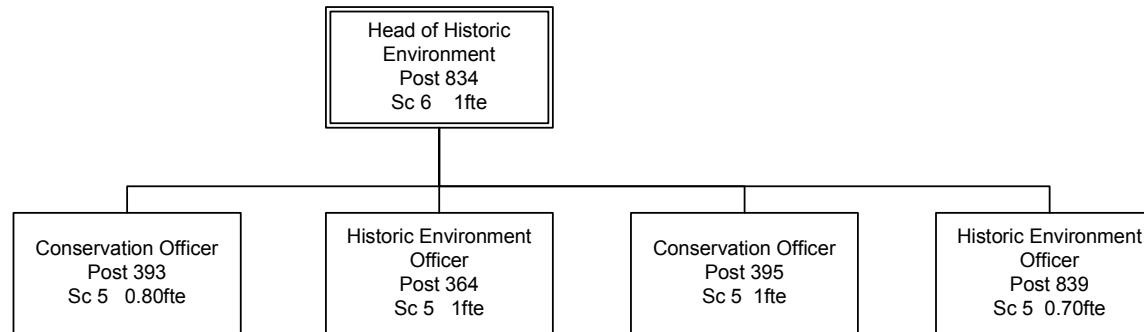 Head of Historic
Environment
Post 834
Sc 6    1fte
Conservation Officer
Post 393
Sc 5   0.80fte
Historic Environment
Officer
Post 364
Sc 5   1fte
Conservation Officer
Post 395
Sc 5  1fte
Historic Environment
Officer
Post 839
Sc 5  0.70fte